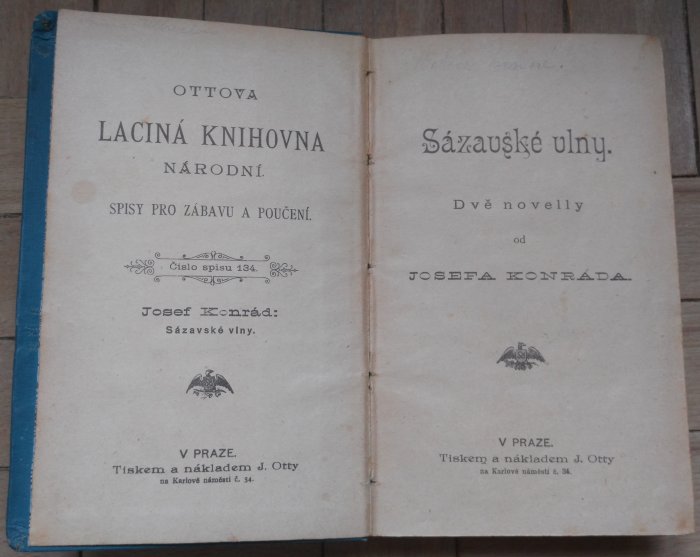 OTTOVA
LACINÁ KNIHOVNA
NÁRODNÍ.
SPISY PRO ZÁBAVU A POUČENÍ.
Číslo spisu 134.
Josef Konrád:
Sázavské vlny.
V PRAZE.
Tiskem a nákladem J. Otty
na Karlově náměstí č. 34.
Sázavské vlny.
Dvě novelly
od
JOSEFA KONRÁDA.
V PRAZE.
Tiskem a nákladem J. Otty
na Karlově náměstí č. 34.